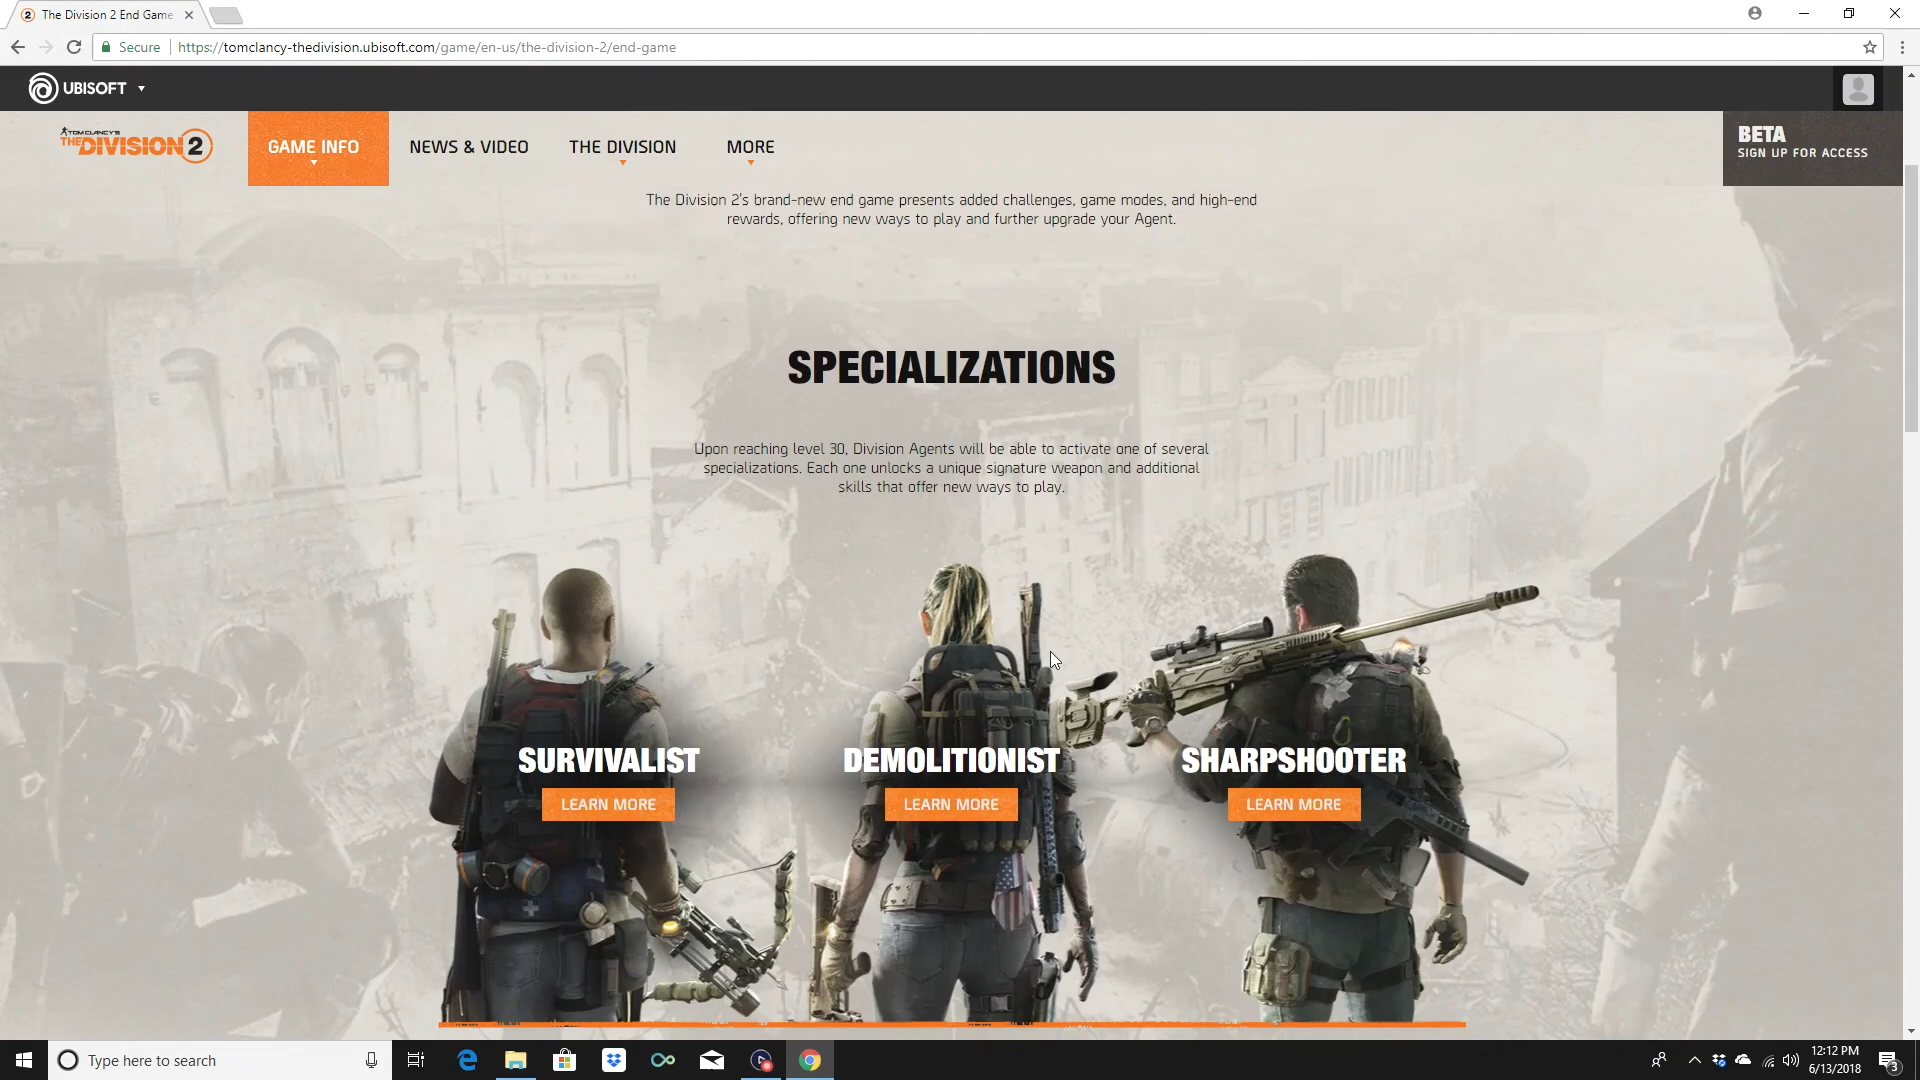 The Division 2 End Game
Secure
https://tomclancy-thedivision.ubisoft.com/game/en-us/the-division-2/end-game
UBISOFT
TOM CLANCY'S
THE DIVISION 2
GAME INFO
NEWS & VIDEO
THE DIVISION
MORE
BETA
SIGN UP FOR ACCESS
The Division 2's brand-new end game presents added challenges, game modes, and high-end
rewards, offering new ways to play and further upgrade your Agent.
SPECIALIZATIONS
Upon reaching level 30, Division Agents will be able to activate one of several
specializations. Each one unlocks a unique signature weapon and additional
skills that offer new ways to play.
SURVIVALIST
DEMOLITIONIST
SHARPSHOOTER
LEARN MORE
LEARN MORE
LEARN MORE
Type here to search
12:12 PM
6/13/2018
3